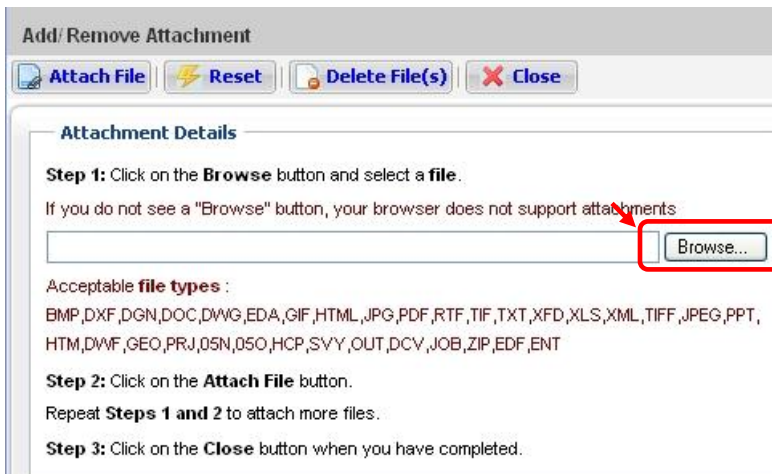 Add/Remove Attachment
Attach File Reset Delete File(s) Close
Attachment Details
Step 1: Click on the Browse button and select a file.
If you do not see a "Browse" button, your browser does not support attachments
Browse...
Acceptable file types :
BMP,DXF,DGN,DOC,DWG,EDA,GIF,HTML,JPG,PDF,RTF,TIF,TXT,XFD,XLS,XML,TIFF,JPEG,PPT,
HTM,DWF,GEO,PRJ,05N,05O,HCP,SVY,OUT,DCV,JOB,ZIP,EDF,ENT
Step 2: Click on the Attach File button.
Repeat Steps 1 and 2 to attach more files.
Step 3: Click on the Close button when you have completed.